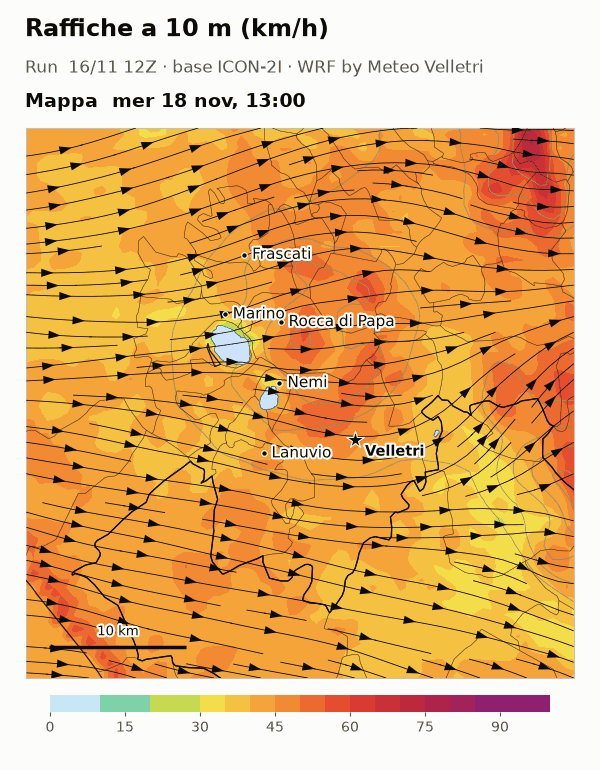 Raffiche a 10 m (km/h)
Run  16/11 12Z · base ICON-2I · WRF by Meteo Velletri
Mappa  mer 18 nov, 13:00
Frascati
Marino
Rocca di Papa
Nemi
Velletri
Lanuvio
10 km
0 15 30 45 60 75 90